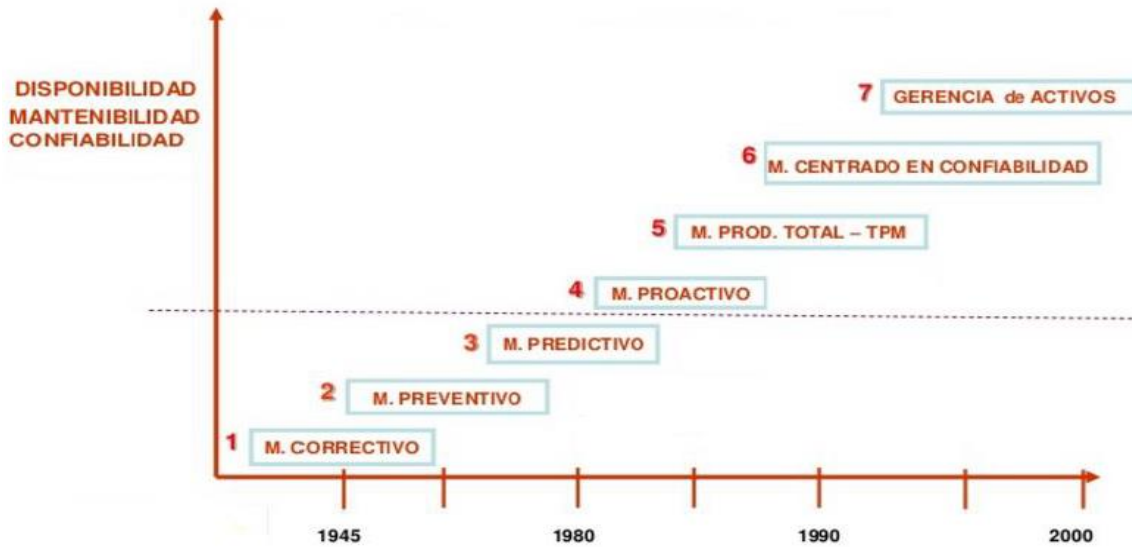 DISPONIBILIDAD
MANTENIBILIDAD
CONFIABILIDAD
7 GERENCIA de ACTIVOS
6 M. CENTRADO EN CONFIABILIDAD
5 M. PROD. TOTAL – TPM
4 M. PROACTIVO
3 M. PREDICTIVO
2 M. PREVENTIVO
1 M. CORRECTIVO
1945 1980 1990 2000